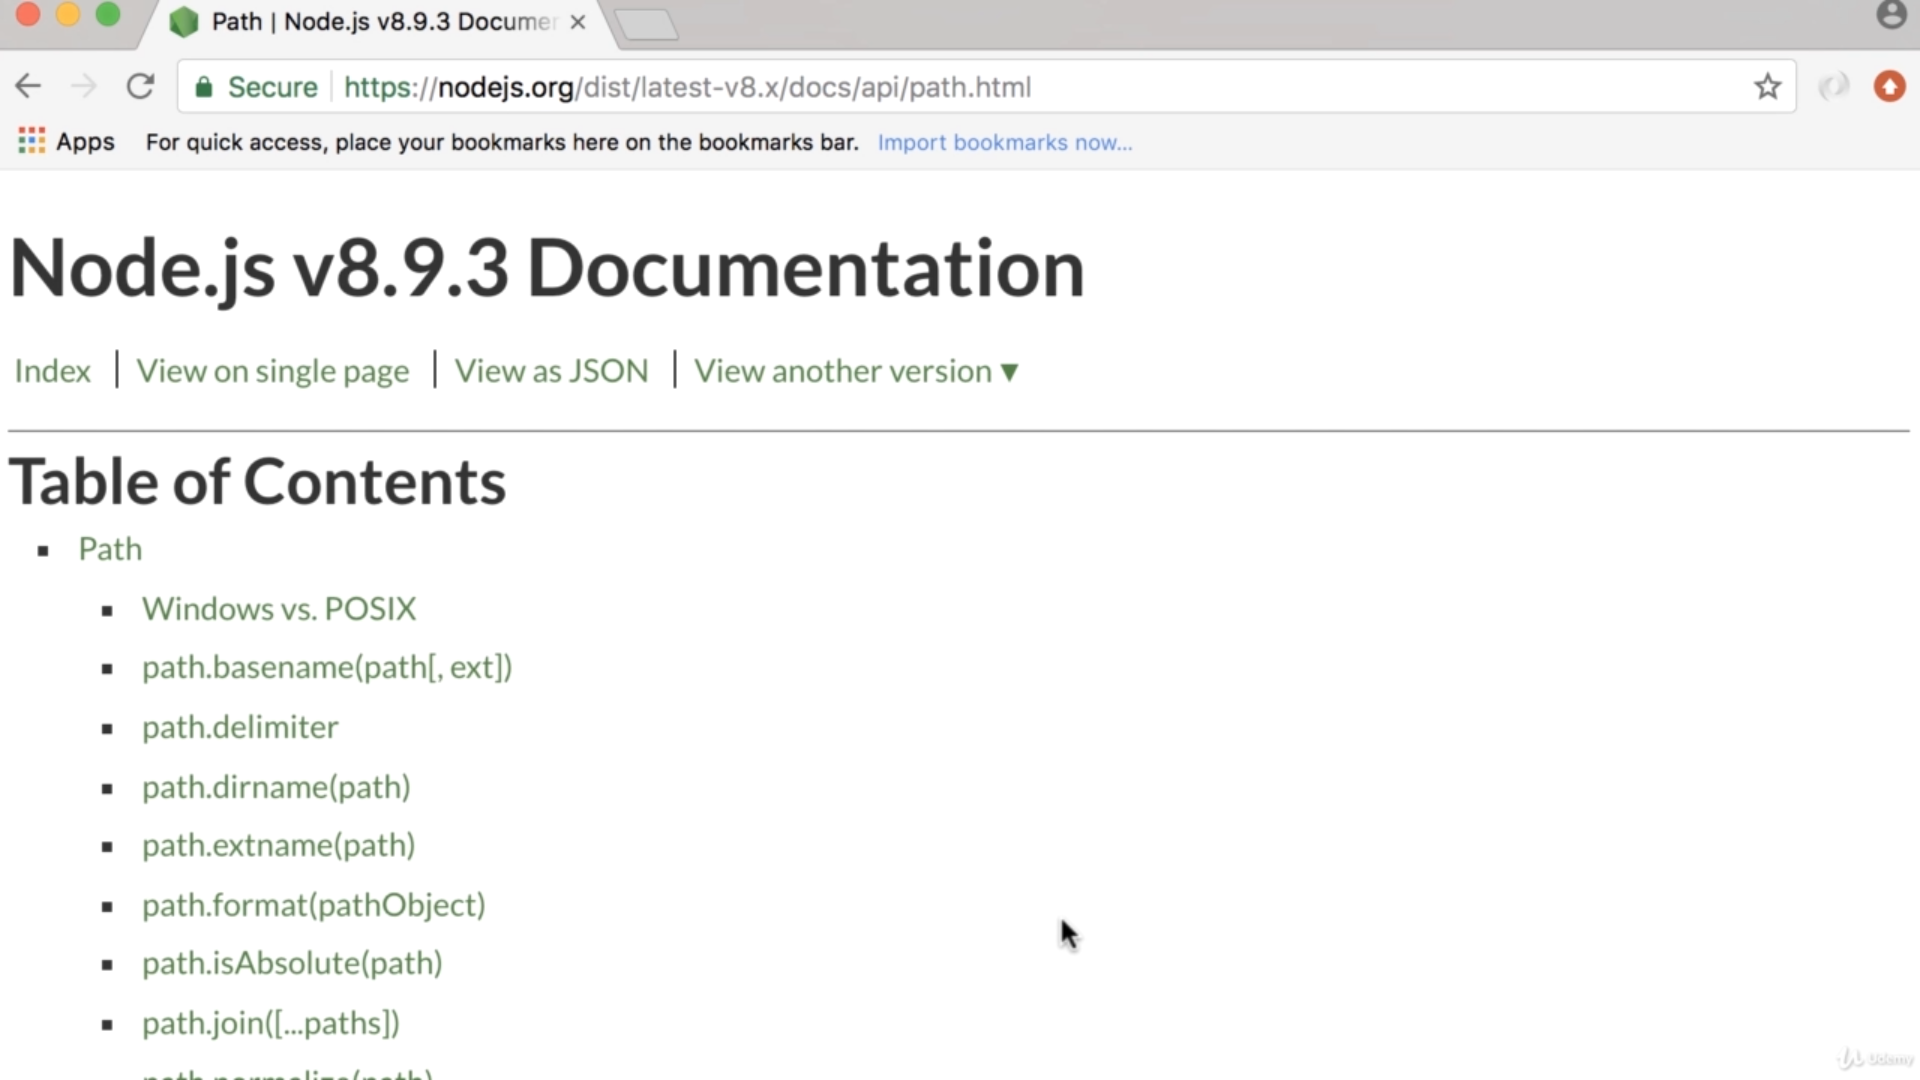 Path | Node.js v8.9.3 Documen
Secure https://nodejs.org/dist/latest-v8.x/docs/api/path.html
Apps For quick access, place your bookmarks here on the bookmarks bar. Import bookmarks now...
Node.js v8.9.3 Documentation
Index | View on single page | View as JSON | View another version ▼
Table of Contents
Path
Windows vs. POSIX
path.basename(path[, ext])
path.delimiter
path.dirname(path)
path.extname(path)
path.format(pathObject)
path.isAbsolute(path)
path.join([...paths])
path.normalize(path)
Udemy